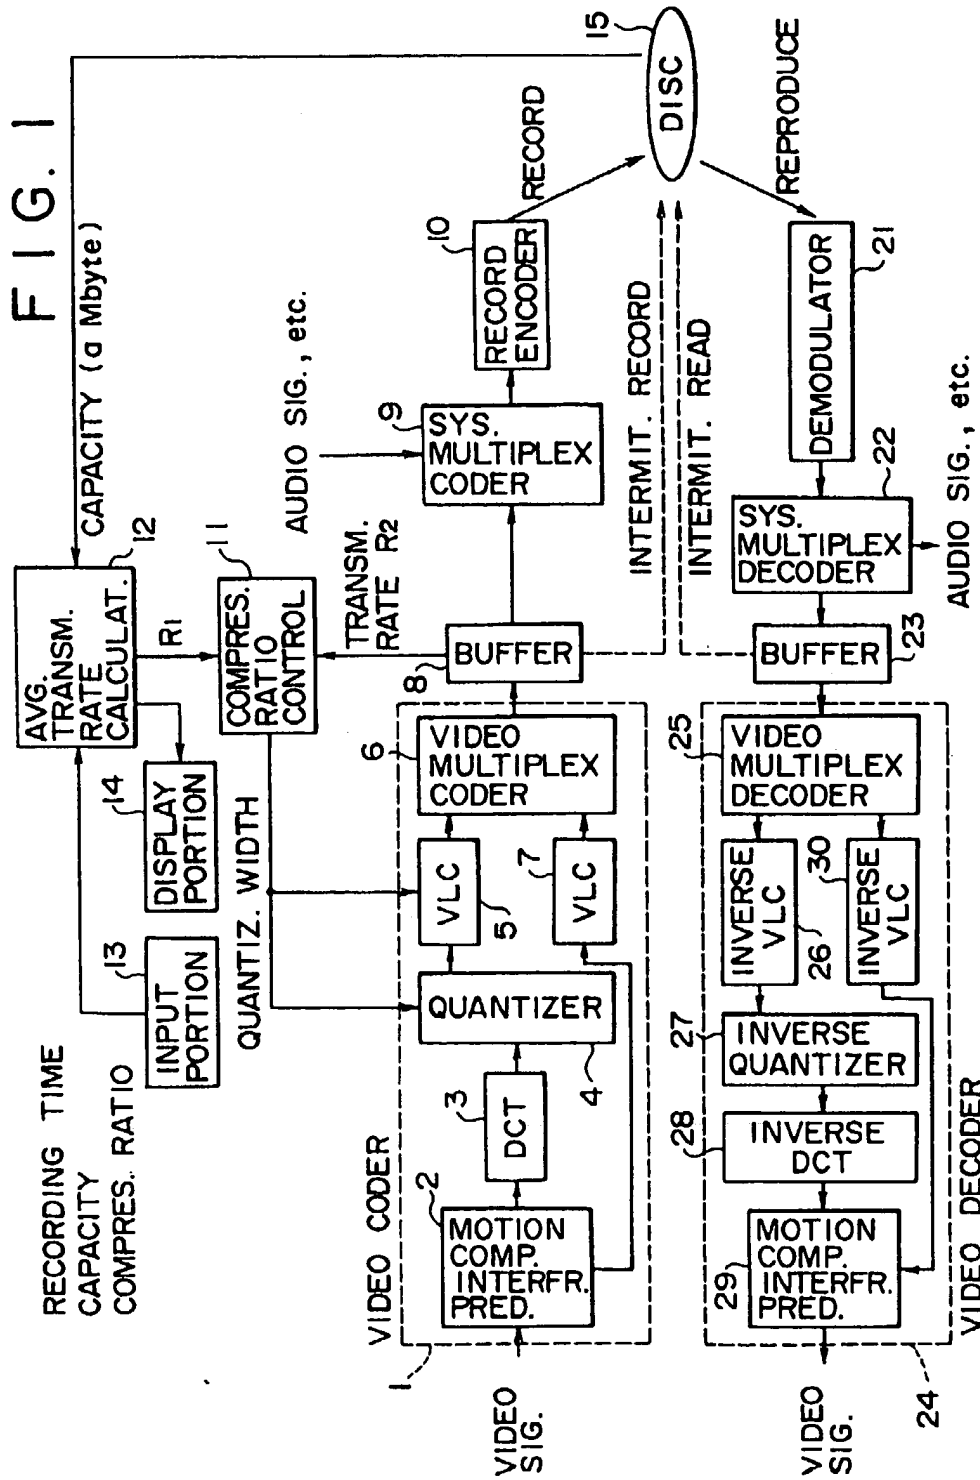 FIG. 1
RECORDING TIME
CAPACITY
COMPRES. RATIO
13
INPUT
PORTION
14
DISPLAY
PORTION
12
AVG.
TRANSM.
RATE
CALCULAT.
CAPACITY (a Mbyte)
R1
11
COMPRES.
RATIO
CONTROL
QUANTIZ. WIDTH
TRANSM.
RATE R2
AUDIO SIG., etc.
VIDEO CODER
1
VIDEO
SIG.
2
MOTION
COMP.
INTERFR.
PRED.
3
DCT
4
QUANTIZER
5
VLC
7
VLC
6
VIDEO
MULTIPLEX
CODER
8
BUFFER
9
SYS.
MULTIPLEX
CODER
10
RECORD
ENCODER
RECORD
15
DISC
INTERMIT. RECORD
INTERMIT. READ
REPRODUCE
21
DEMODULATOR
22
SYS.
MULTIPLEX
DECODER
AUDIO SIG., etc.
23
BUFFER
25
VIDEO
MULTIPLEX
DECODER
26
INVERSE
VLC
30
INVERSE
VLC
27
INVERSE
QUANTIZER
28
INVERSE
DCT
29
MOTION
COMP.
INTERFR.
PRED.
VIDEO
SIG.
24
VIDEO DECODER